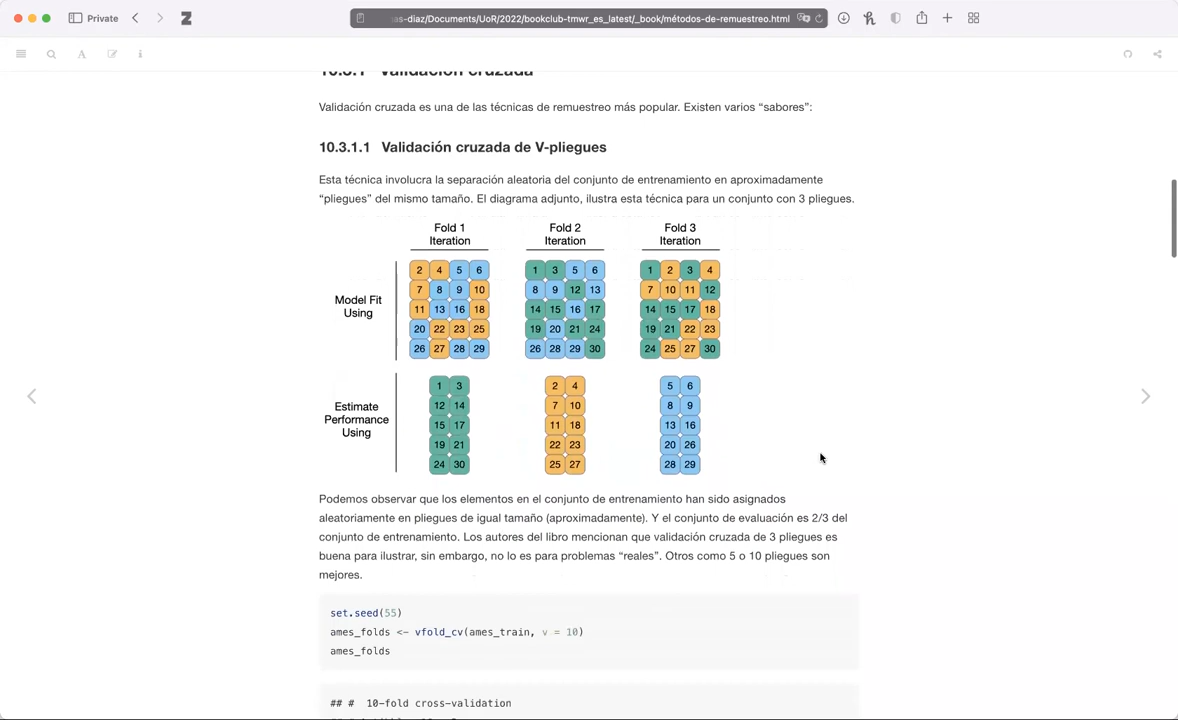 Private
as-diaz/Documents/UoR/2022/bookclub-tmwr_es_latest/_book/métodos-de-remuestreo.html
10.3.1 Validación cruzada
Validación cruzada es una de las técnicas de remuestreo más popular. Existen varios “sabores”:
10.3.1.1 Validación cruzada de V-pliegues
Esta técnica involucra la separación aleatoria del conjunto de entrenamiento en aproximadamente
“pliegues” del mismo tamaño. El diagrama adjunto, ilustra esta técnica para un conjunto con 3 pliegues.
Fold 1 Fold 2 Fold 3
Iteration Iteration Iteration
Model Fit
Using
2 4 5 6 1 3 5 6 1 2 3 4
7 8 9 10 8 9 12 13 7 10 11 12
11 13 16 18 14 15 16 17 14 15 17 18
20 22 23 25 19 20 21 24 19 21 22 23
26 27 28 29 26 28 29 30 24 25 27 30
Estimate
Performance
Using
1 3 2 4 5 6
12 14 7 10 8 9
15 17 11 18 13 16
19 21 22 23 20 26
24 30 25 27 28 29
Podemos observar que los elementos en el conjunto de entrenamiento han sido asignados
aleatoriamente en pliegues de igual tamaño (aproximadamente). Y el conjunto de evaluación es 2/3 del
conjunto de entrenamiento. Los autores del libro mencionan que validación cruzada de 3 pliegues es
buena para ilustrar, sin embargo, no lo es para problemas “reales”. Otros como 5 o 10 pliegues son
mejores.
set.seed(55)
ames_folds <- vfold_cv(ames_train, v = 10)
ames_folds
## # 10-fold cross-validation